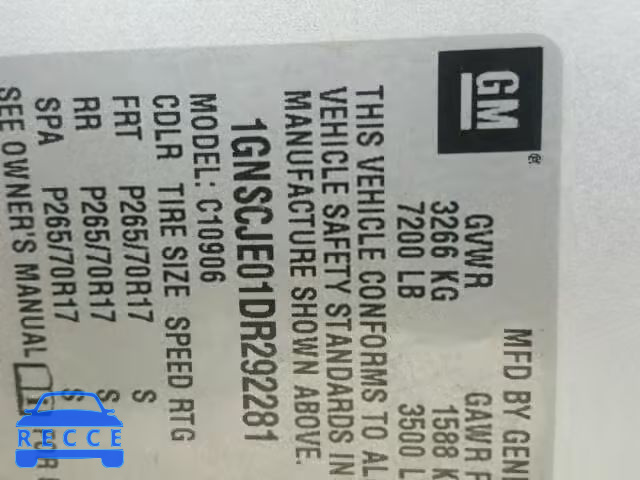 GM
®
MFD BY GEN
GVWR GAWR F
3266 KG 1588 K
7200 LB 3500 L
THIS VEHICLE CONFORMS TO AL
VEHICLE SAFETY STANDARDS IN
MANUFACTURE SHOWN ABOVE.
1GNSCJE01DR292281
MODEL: C10906
CDLR TIRE SIZE SPEED RTG
FRT P265/70R17 S
RR P265/70R17 S
SPA P265/70R17 S
SEE OWNER'S MANUAL FOR
RECCE